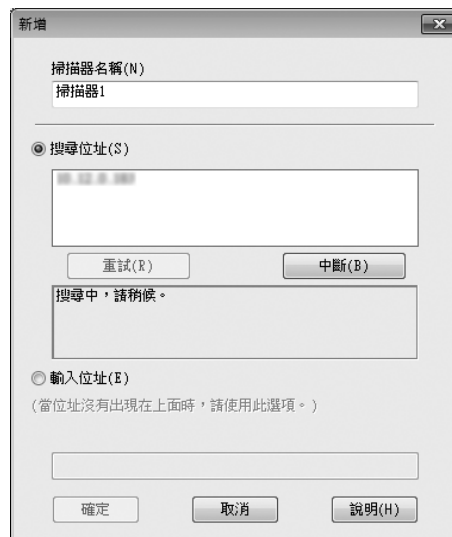 新增
掃描器名稱(N)
掃描器1
搜尋位址(S)
重試(R)
中斷(B)
搜尋中，請稍候。
輸入位址(E)
(當位址沒有出現在上面時，請使用此選項。)
確定
取消
說明(H)